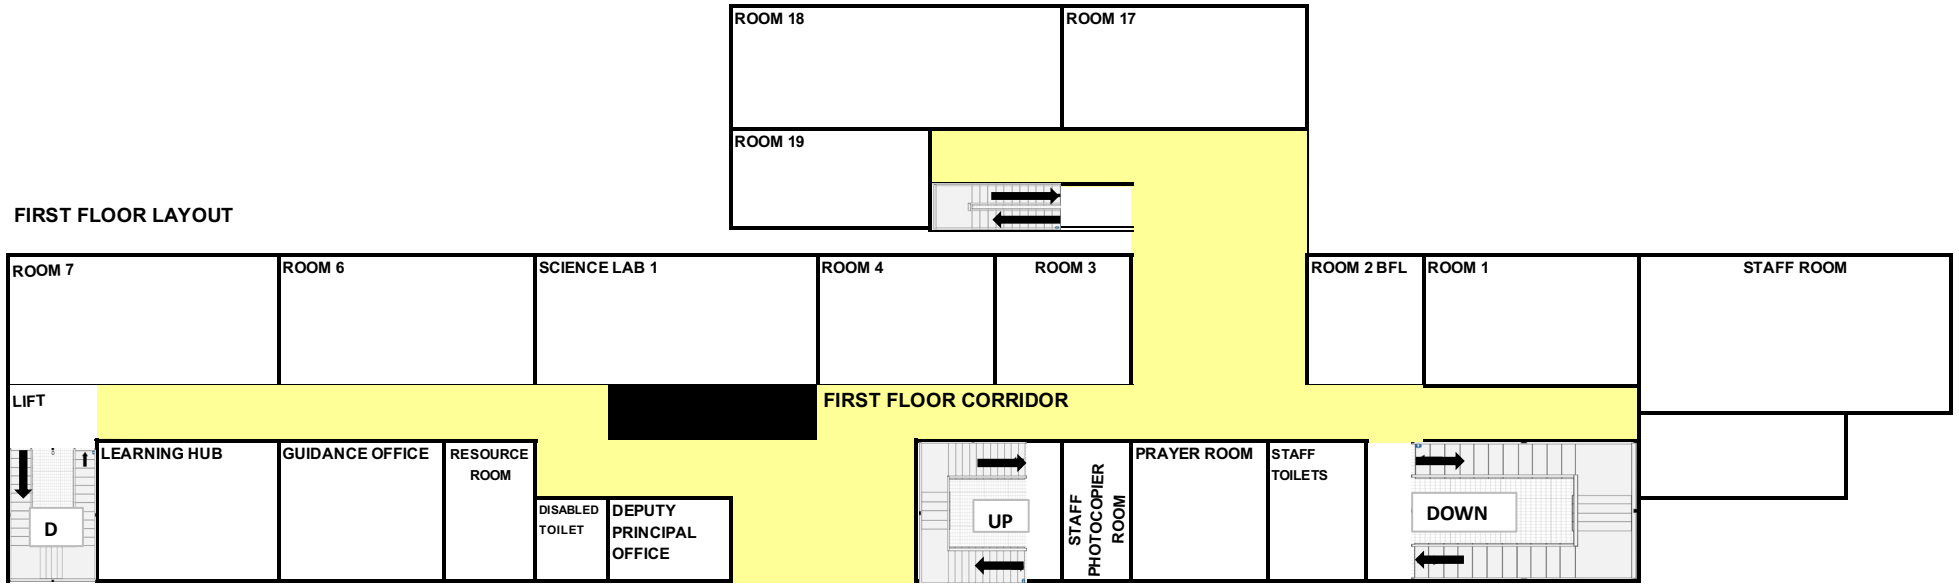 ROOM 18
ROOM 17
ROOM 19
FIRST FLOOR LAYOUT
ROOM 7
ROOM 6
SCIENCE LAB 1
ROOM 4
ROOM 3
ROOM 2 BFL
ROOM 1
STAFF ROOM
LIFT
FIRST FLOOR CORRIDOR
LEARNING HUB
GUIDANCE OFFICE
RESOURCE
ROOM
DISABLED
TOILET
DEPUTY
PRINCIPAL
OFFICE
STAFF
PHOTOCOPIER
ROOM
PRAYER ROOM
STAFF
TOILETS
D
UP
DOWN